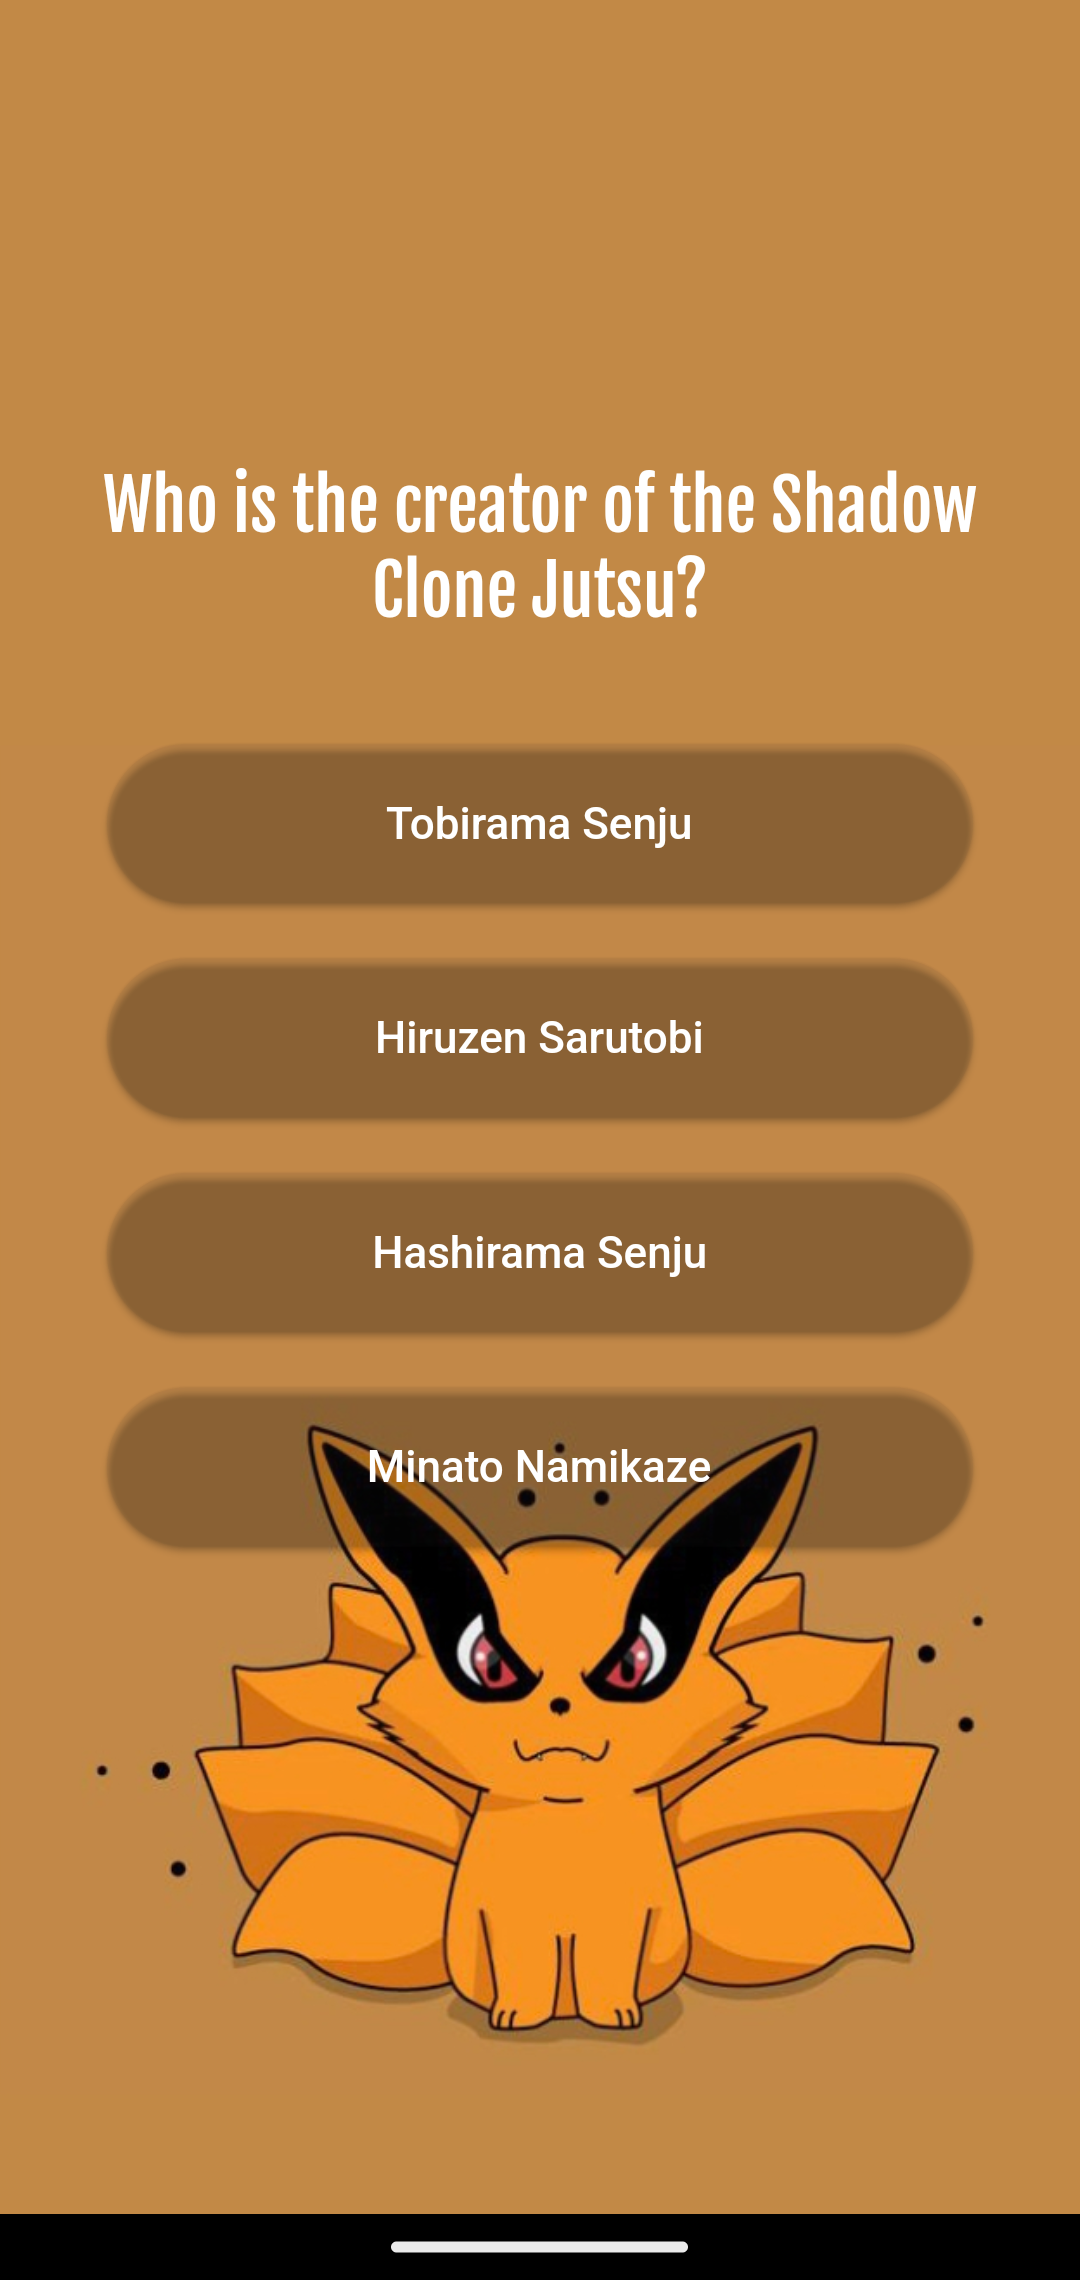 Who is the creator of the Shadow
Clone Jutsu?
Tobirama Senju
Hiruzen Sarutobi
Hashirama Senju
Minato Namikaze